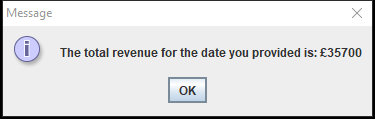 Message
The total revenue for the date you provided is: £35700
OK